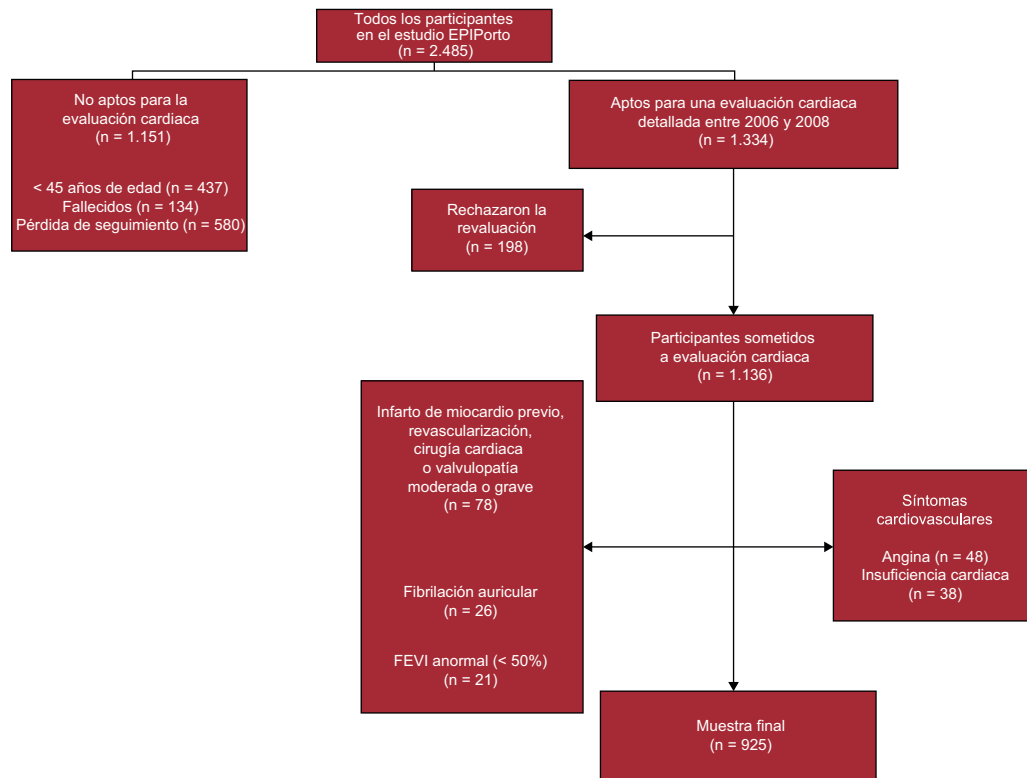 Todos los participantes
en el estudio EPIPorto
(n = 2.485)
No aptos para la
evaluación cardiaca
(n = 1.151)
< 45 años de edad (n = 437)
Fallecidos (n = 134)
Pérdida de seguimiento (n = 580)
Aptos para una evaluación cardiaca
detallada entre 2006 y 2008
(n = 1.334)
Rechazaron la
revaluación
(n = 198)
Participantes sometidos
a evaluación cardiaca
(n = 1.136)
Infarto de miocardio previo,
revascularización,
cirugía cardiaca
o valvulopatía
moderada o grave
(n = 78)
Fibrilación auricular
(n = 26)
FEVI anormal (< 50%)
(n = 21)
Síntomas
cardiovasculares
Angina (n = 48)
Insuficiencia cardiaca
(n = 38)
Muestra final
(n = 925)